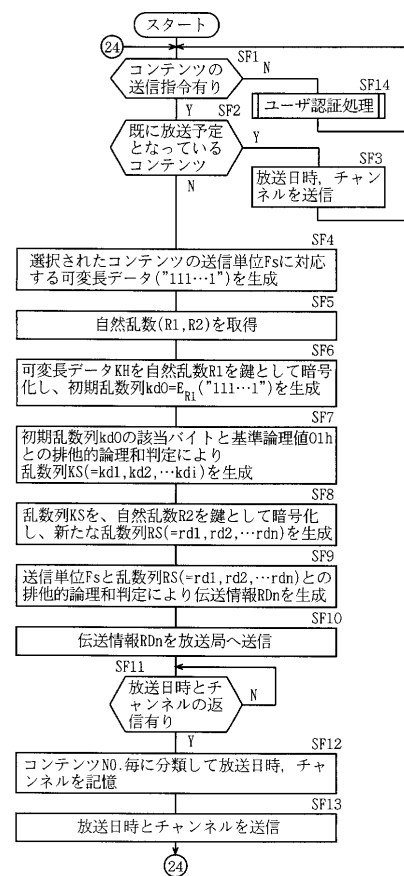 スタート
24
SF1
コンテンツの
送信指令有り
N
SF14
ユーザ認証処理
Y
SF2
既に放送予定
となっている
コンテンツ
Y
SF3
放送日時,チャ
ンネルを送信
N
SF4
選択されたコンテンツの送信単位Fsに対応
する可変長データ("111…1")を生成
SF5
自然乱数(R1,R2)を取得
SF6
可変長データKHを自然乱数R1を鍵として暗号
化し、初期乱数列kd0=ER1("111…1")を生成
SF7
初期乱数列kd0の該当バイトと基準論理値01h
との排他的論理和判定により
乱数列KS(=kd1,kd2,…kdi)を生成
SF8
乱数列KSを、自然乱数R2を鍵として暗号化
し、新たな乱数列RS(=rd1,rd2,…rdn)を生成
SF9
送信単位Fsと乱数列RS(=rd1,rd2,…rdn)との
排他的論理和判定により伝送情報RDnを生成
SF10
伝送情報RDnを放送局へ送信
SF11
放送日時とチ
ャンネルの返
信有り
N
Y
SF12
コンテンツNO.毎に分類して放送日時,チャ
ンネルを記憶
SF13
放送日時とチャンネルを送信
24